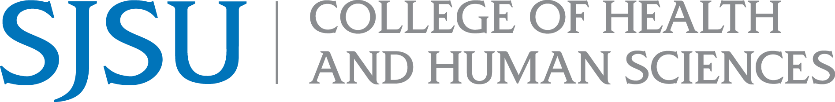 SJSU
COLLEGE OF HEALTH
AND HUMAN SCIENCES